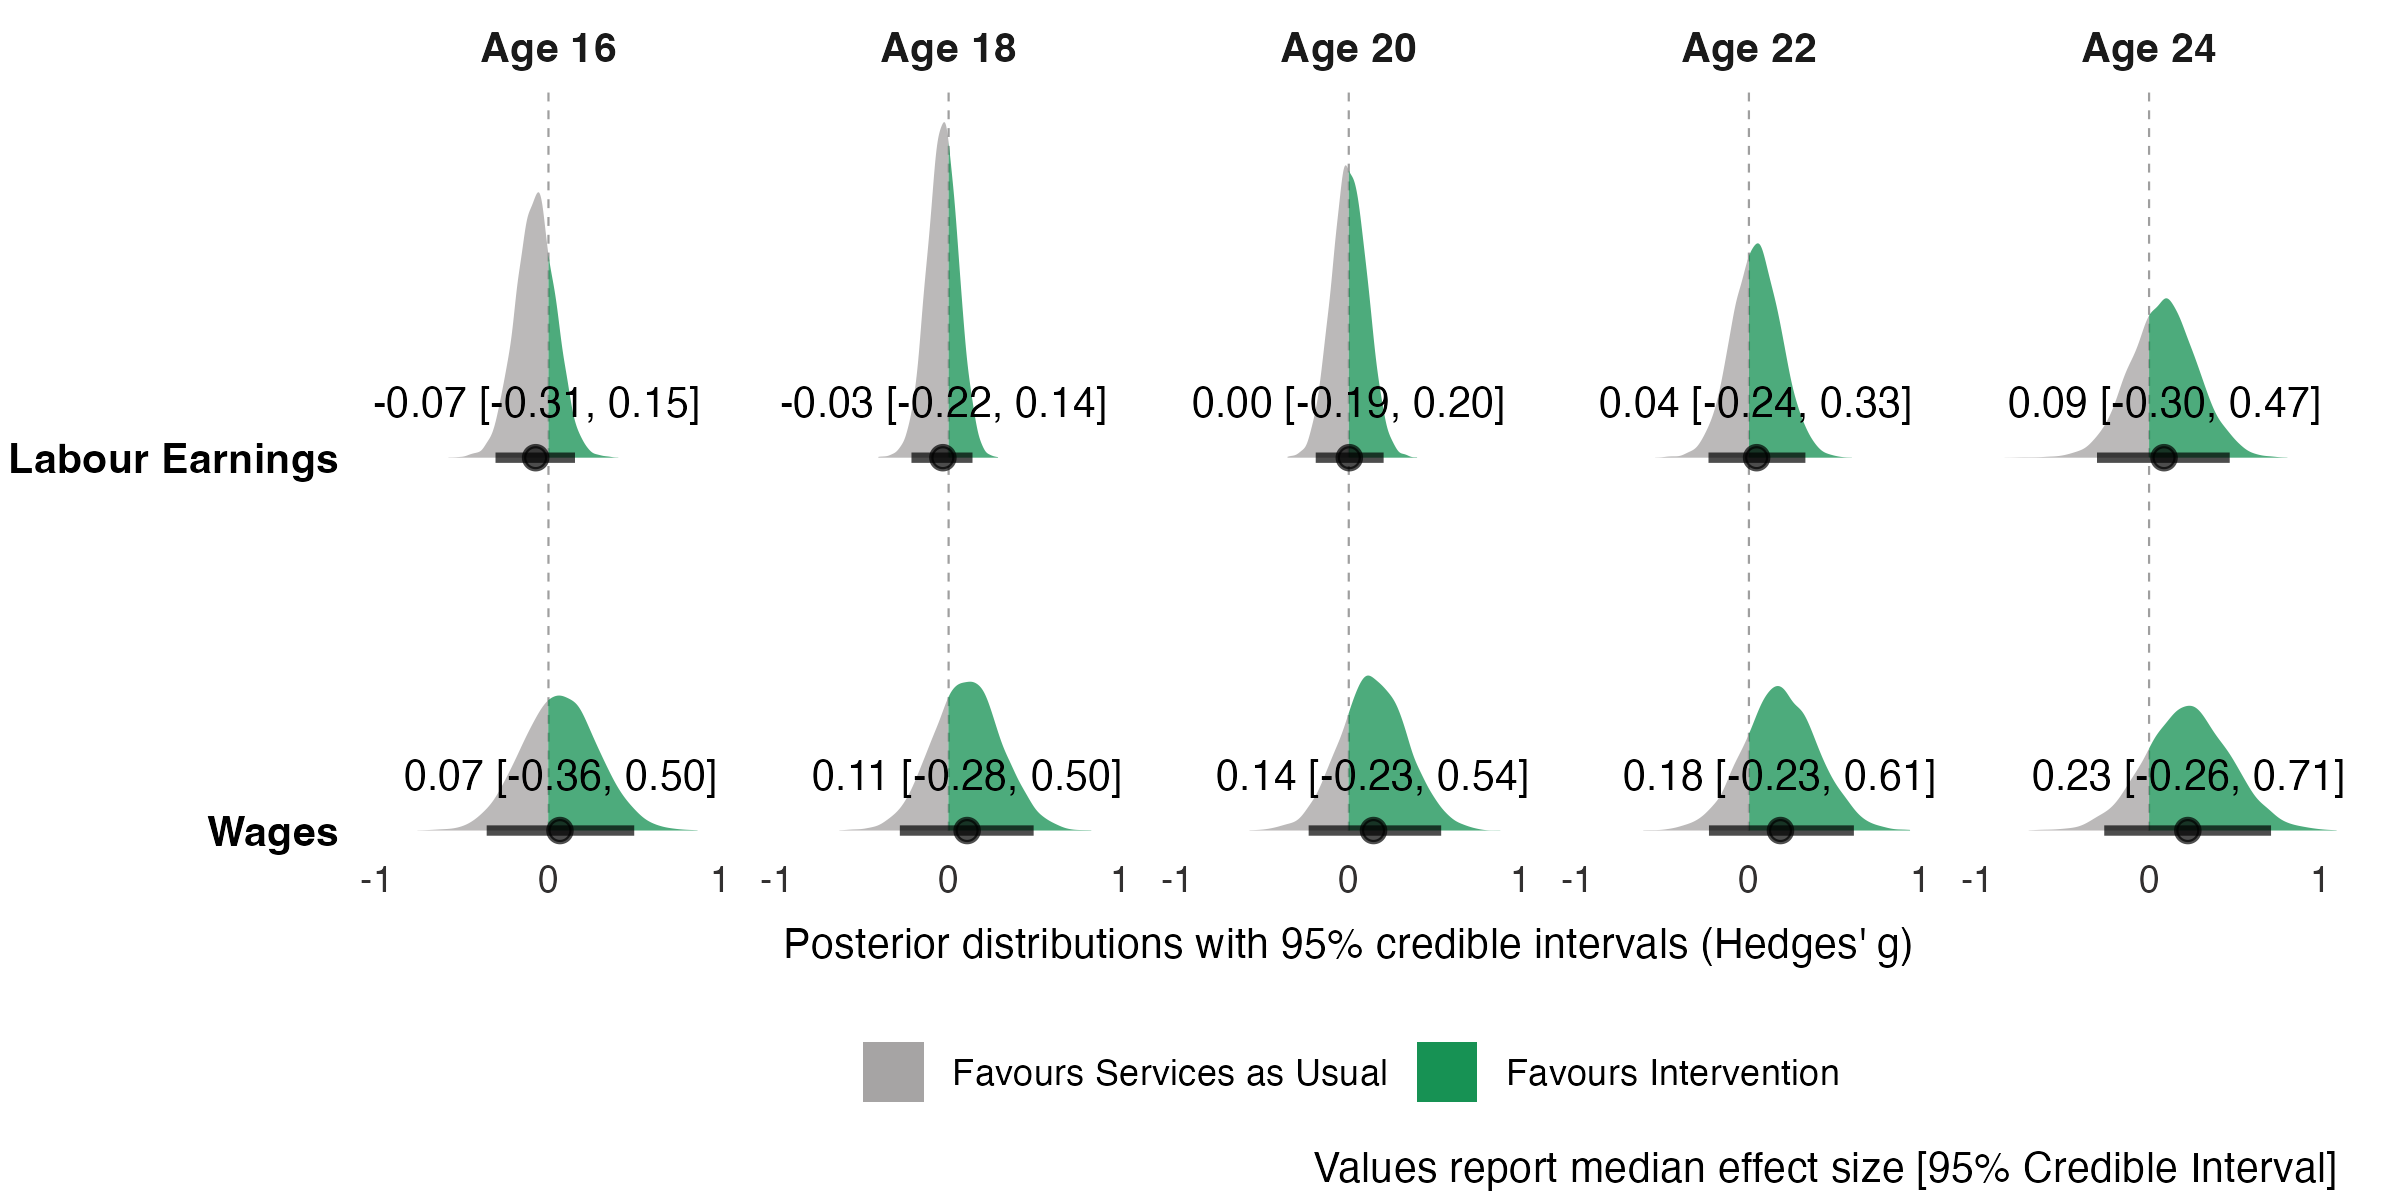 Age 16 Age 18 Age 20 Age 22 Age 24
-0.07 [-0.31, 0.15] -0.03 [-0.22, 0.14] 0.00 [-0.19, 0.20] 0.04 [-0.24, 0.33] 0.09 [-0.30, 0.47]
Labour Earnings
0.07 [-0.36, 0.50] 0.11 [-0.28, 0.50] 0.14 [-0.23, 0.54] 0.18 [-0.23, 0.61] 0.23 [-0.26, 0.71]
Wages
-1 0 1 -1 0 1 -1 0 1 -1 0 1 -1 0 1
Posterior distributions with 95% credible intervals (Hedges' g)
Favours Services as Usual Favours Intervention
Values report median effect size [95% Credible Interval]